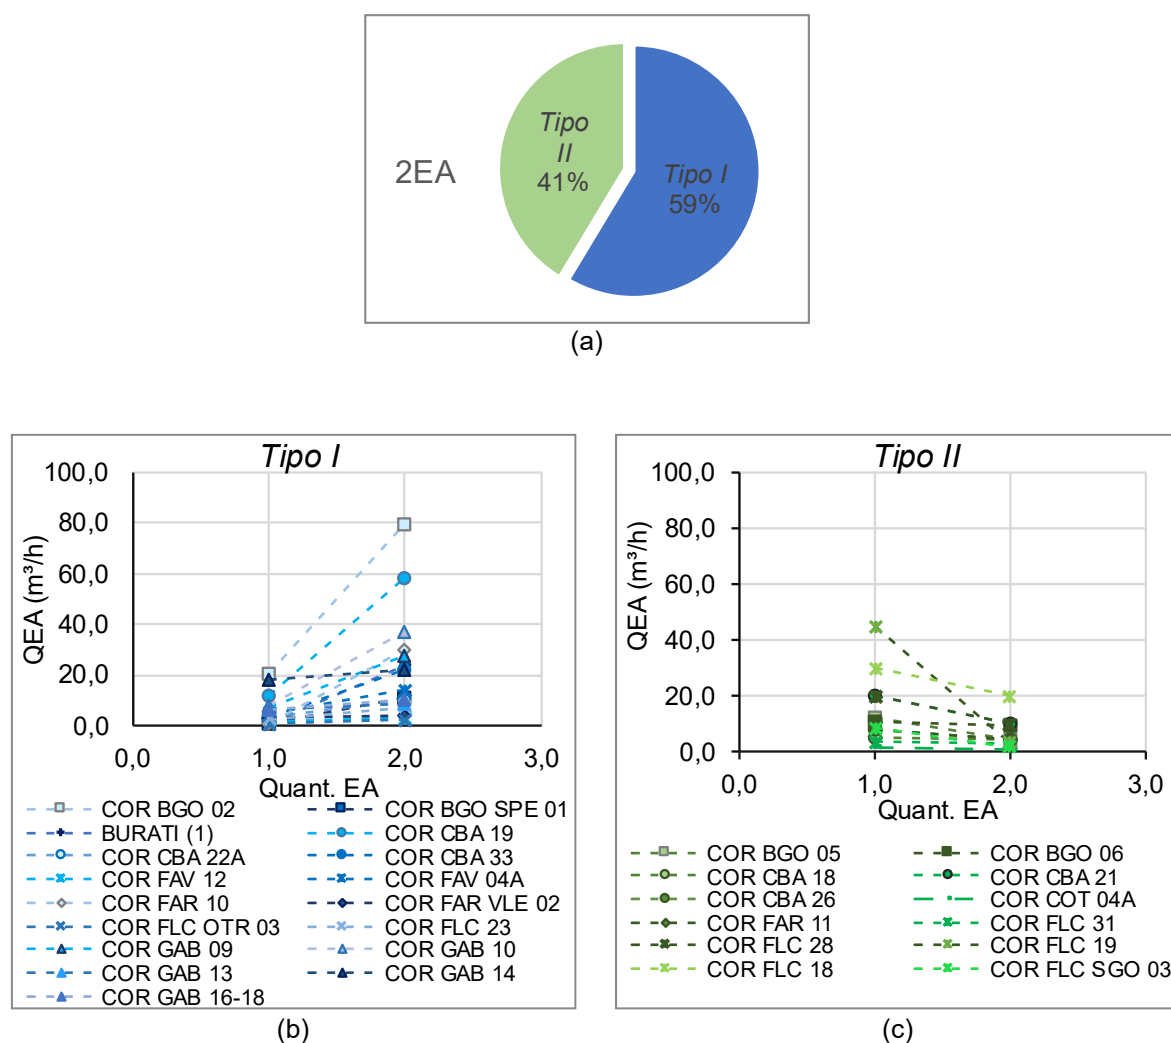 2EA
Tipo
II
41%
Tipo I
59%
(a)
Tipo I
QEA (m³/h)
100,0
80,0
60,0
40,0
20,0
0,0
0,0 1,0 2,0 3,0
Quant. EA
COR BGO 02 COR BGO SPE 01
BURATI (1) COR CBA 19
COR CBA 22A COR CBA 33
COR FAV 12 COR FAV 04A
COR FAR 10 COR FAR VLE 02
COR FLC OTR 03 COR FLC 23
COR GAB 09 COR GAB 10
COR GAB 13 COR GAB 14
COR GAB 16-18
(b)
Tipo II
QEA (m³/h)
100,0
80,0
60,0
40,0
20,0
0,0
0,0 1,0 2,0 3,0
Quant. EA
COR BGO 05 COR BGO 06
COR CBA 18 COR CBA 21
COR CBA 26 COR COT 04A
COR FAR 11 COR FLC 31
COR FLC 28 COR FLC 19
COR FLC 18 COR FLC SGO 03
(c)